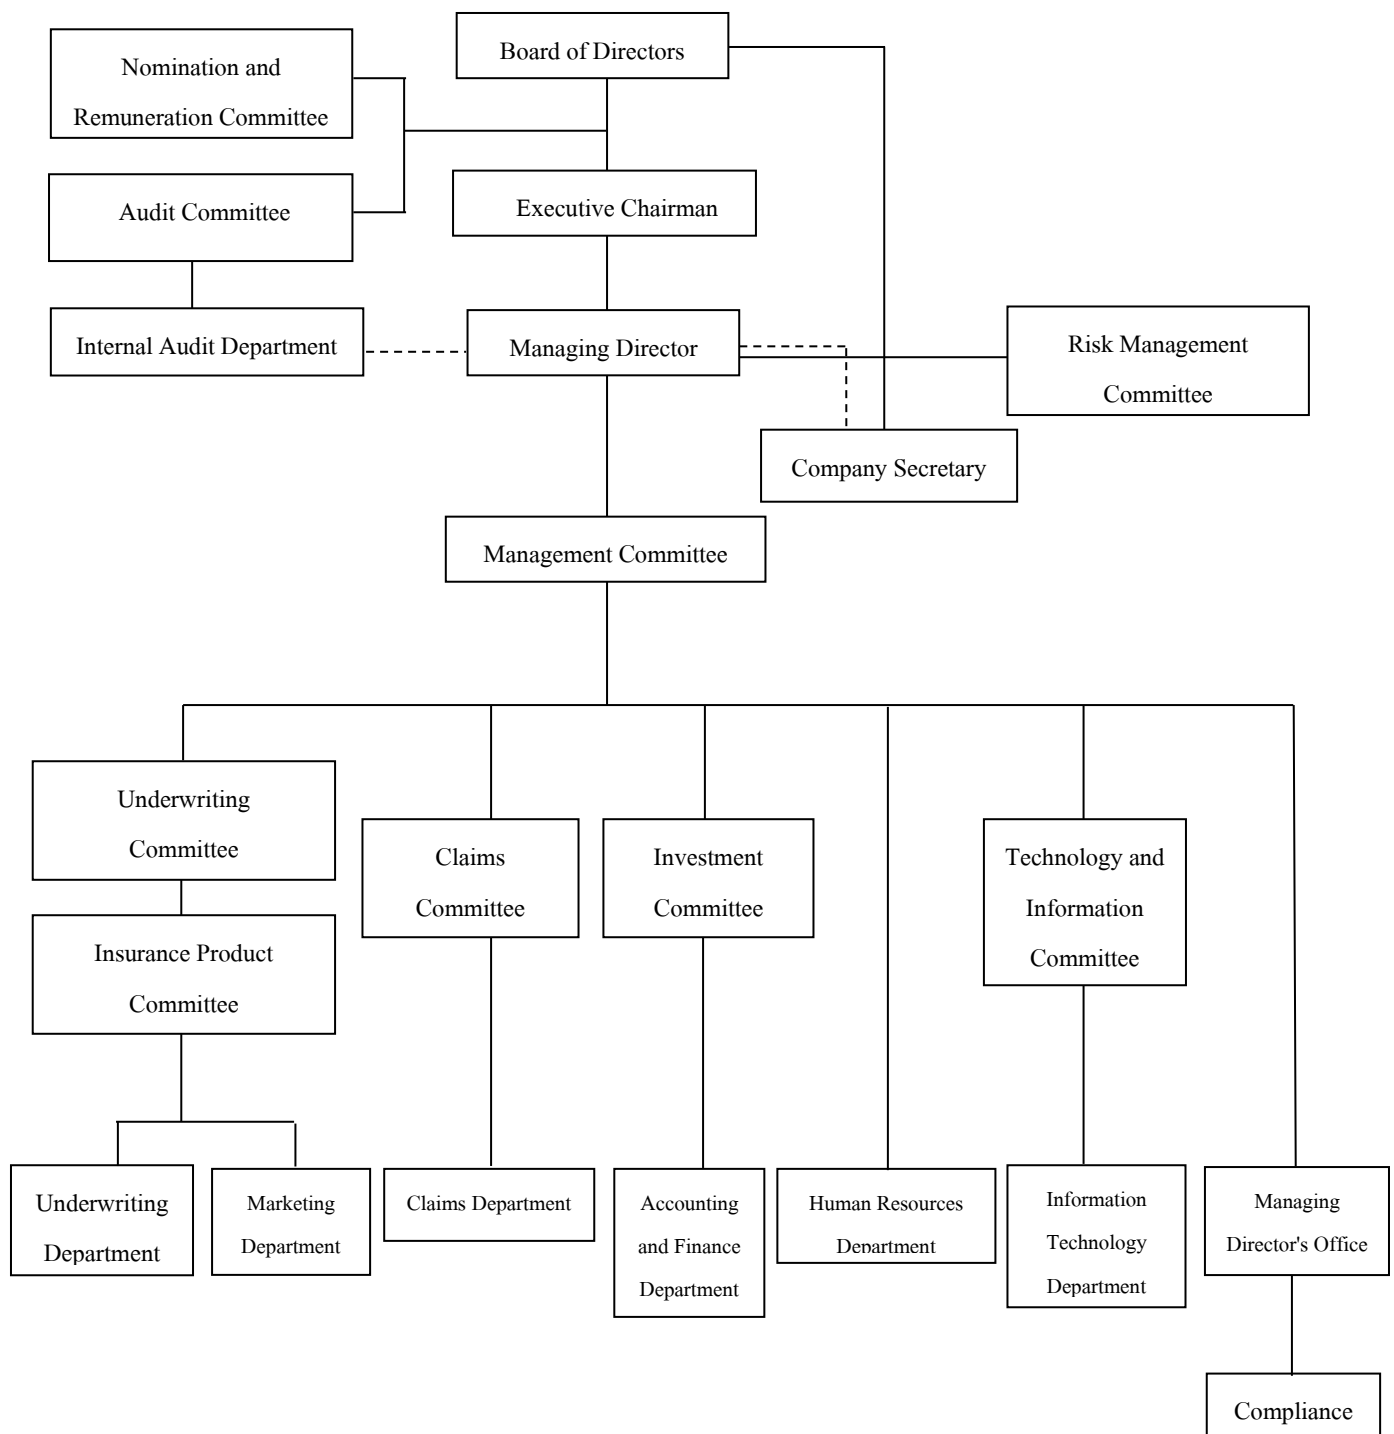 Board of Directors
Nomination and
Remuneration Committee
Audit Committee
Executive Chairman
Internal Audit Department
Managing Director
Risk Management
Committee
Company Secretary
Management Committee
Underwriting
Committee
Claims
Committee
Investment
Committee
Technology and
Information
Committee
Insurance Product
Committee
Underwriting
Department
Marketing
Department
Claims Department
Accounting
and Finance
Department
Human Resources
Department
Information
Technology
Department
Managing
Director's Office
Compliance